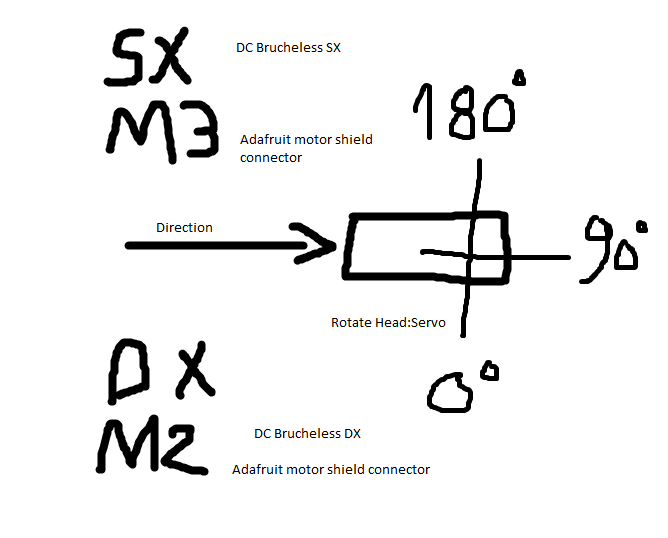 SX
DC Brucheless SX
M3
Adafruit motor shield
connector
180°
Direction
90°
Rotate Head:Servo
0°
DX
M2
DC Brucheless DX
Adafruit motor shield connector